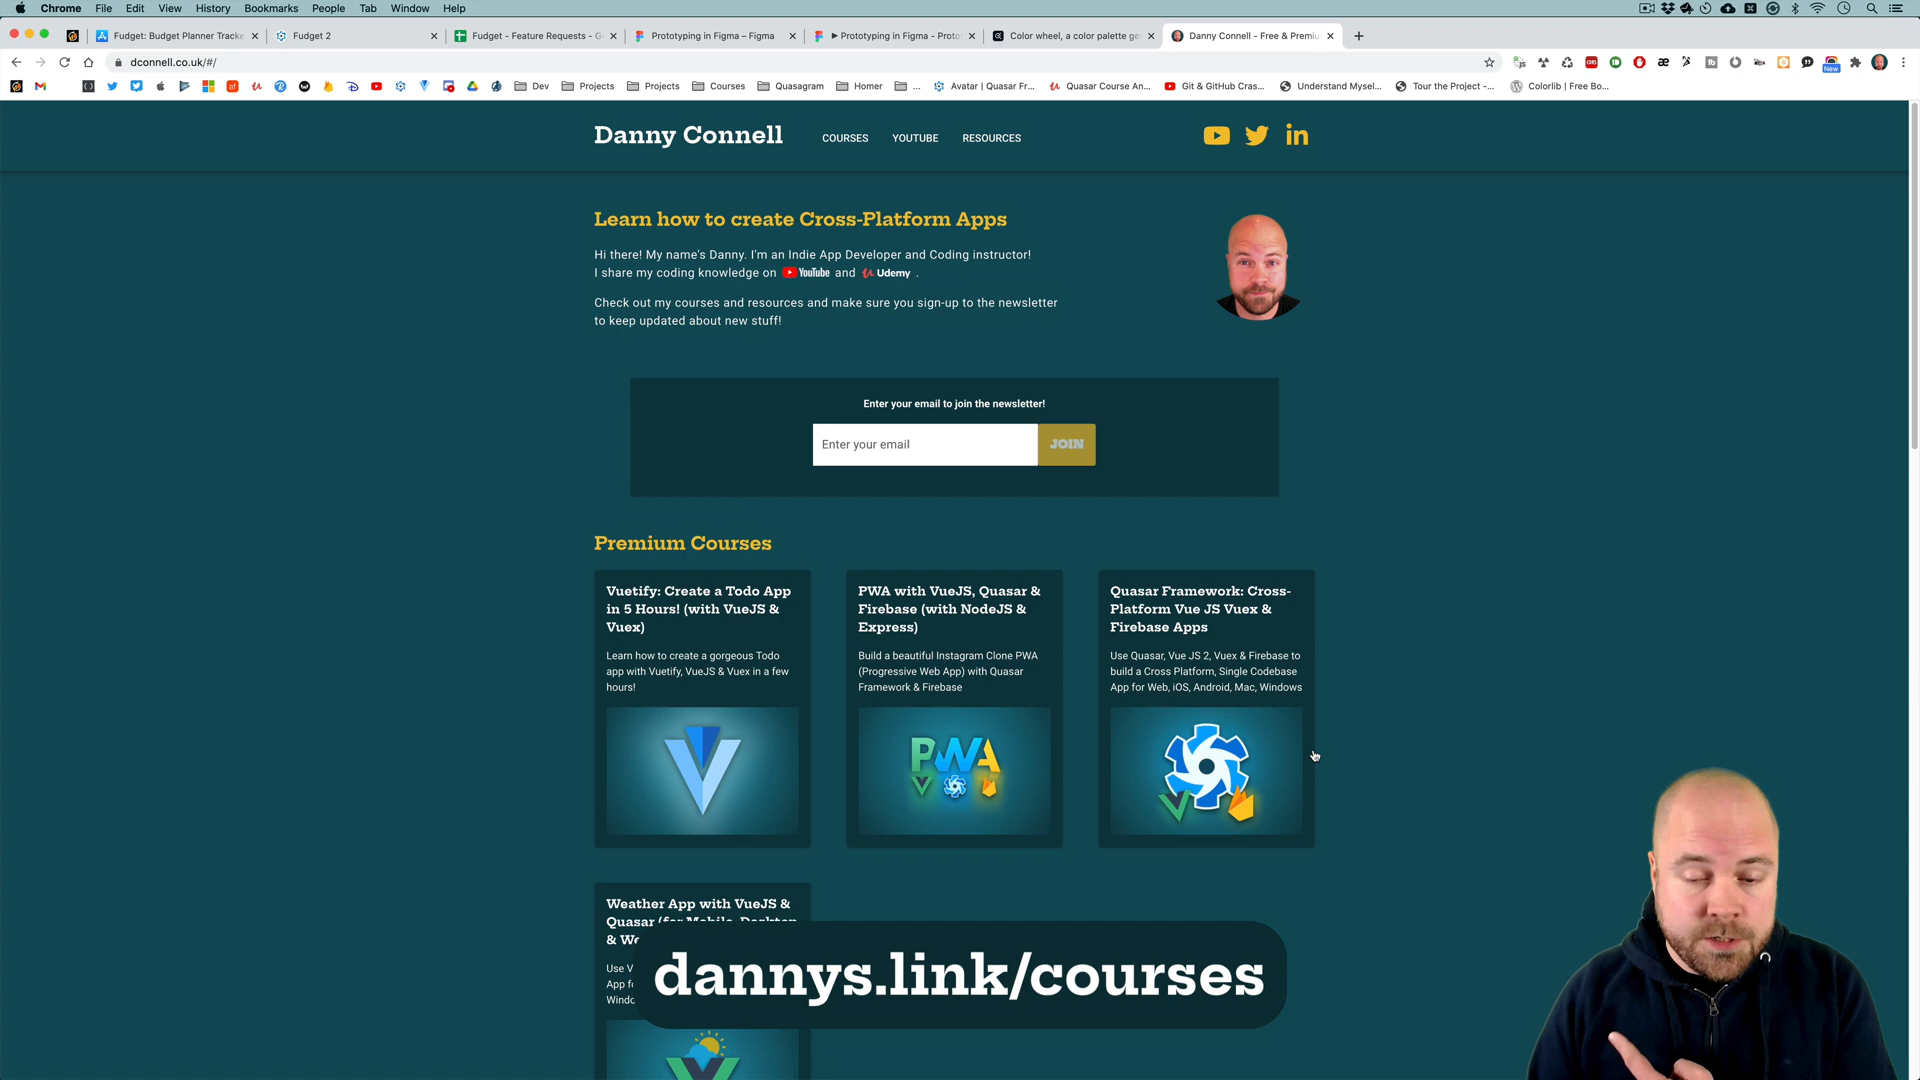 Chrome File Edit View History Bookmarks People Tab Window Help
Fudget: Budget Planner Tracke
Fudget 2
Fudget - Feature Requests - G
Prototyping in Figma – Figma
Prototyping in Figma - Proto
Color wheel, a color palette ge
Danny Connell - Free & Premiu
dconnell.co.uk/#/
Dev
Projects
Projects
Courses
Quasagram
Homer
...
Avatar | Quasar Fr...
Quasar Course An...
Git & GitHub Cras...
Understand Mysel...
Tour the Project -...
Colorlib | Free Bo...
New
Danny Connell
COURSES YOUTUBE RESOURCES
Learn how to create Cross-Platform Apps
Hi there! My name's Danny. I'm an Indie App Developer and Coding instructor!
I share my coding knowledge on YouTube and Udemy .
Check out my courses and resources and make sure you sign-up to the newsletter
to keep updated about new stuff!
Enter your email to join the newsletter!
Enter your email JOIN
Premium Courses
Vuetify: Create a Todo App
in 5 Hours! (with VueJS &
Vuex)
Learn how to create a gorgeous Todo
app with Vuetify, VueJS & Vuex in a few
hours!
PWA with VueJS, Quasar &
Firebase (with NodeJS &
Express)
Build a beautiful Instagram Clone PWA
(Progressive Web App) with Quasar
Framework & Firebase
PWA
Quasar Framework: Cross-
Platform Vue JS Vuex &
Firebase Apps
Use Quasar, Vue JS 2, Vuex & Firebase to
build a Cross Platform, Single Codebase
App for Web, iOS, Android, Mac, Windows
Weather App with VueJS &
Quasar (for Mobile, Desktop
&
Use
App
dannys.link/courses